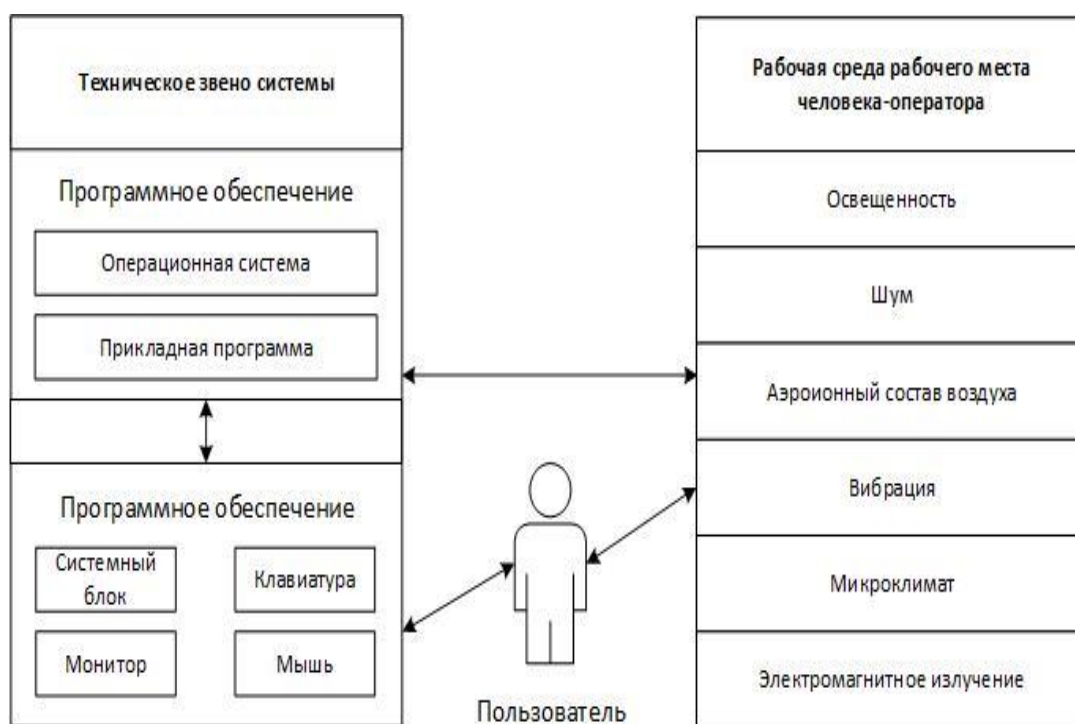 Техническое звено системы
Программное обеспечение
Операционная система
Прикладная программа
Программное обеспечение
Системный
блок
Клавиатура
Монитор
Мышь
Пользователь
Рабочая среда рабочего места
человека-оператора
Освещенность
Шум
Аэроионный состав воздуха
Вибрация
Микроклимат
Электромагнитное излучение